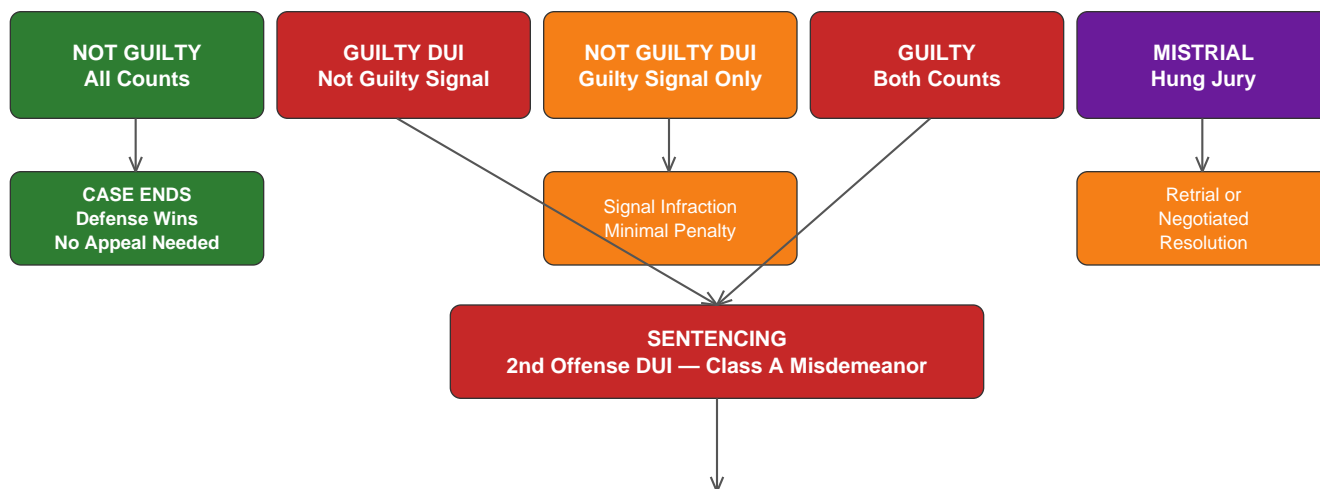 NOT GUILTY
All Counts
GUILTY DUI
Not Guilty Signal
NOT GUILTY DUI
Guilty Signal Only
GUILTY
Both Counts
MISTRIAL
Hung Jury
CASE ENDS
Defense Wins
No Appeal Needed
Signal Infraction
Minimal Penalty
Retrial or
Negotiated
Resolution
SENTENCING
2nd Offense DUI — Class A Misdemeanor